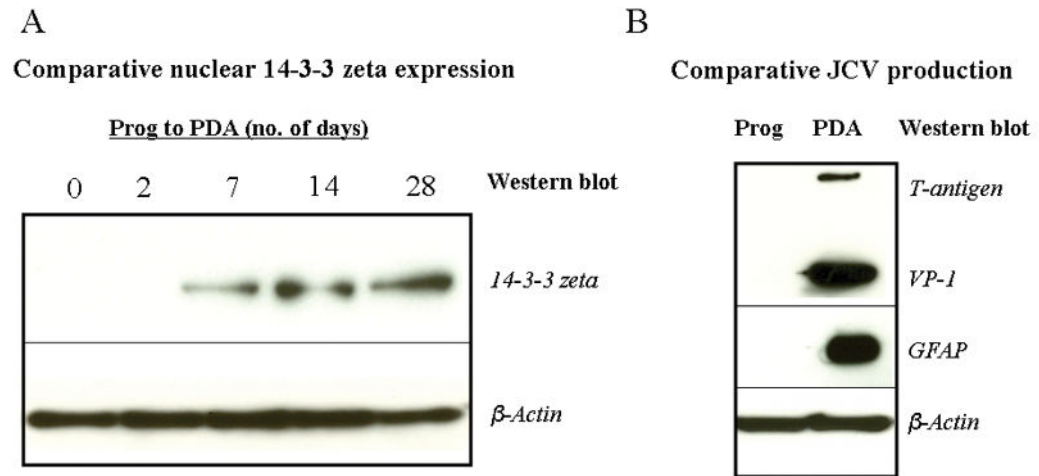 A
Comparative nuclear 14-3-3 zeta expression
Prog to PDA (no. of days)
0 2 7 14 28 Western blot
14-3-3 zeta
β-Actin
B
Comparative JCV production
Prog PDA Western blot
T-antigen
VP-1
GFAP
β-Actin